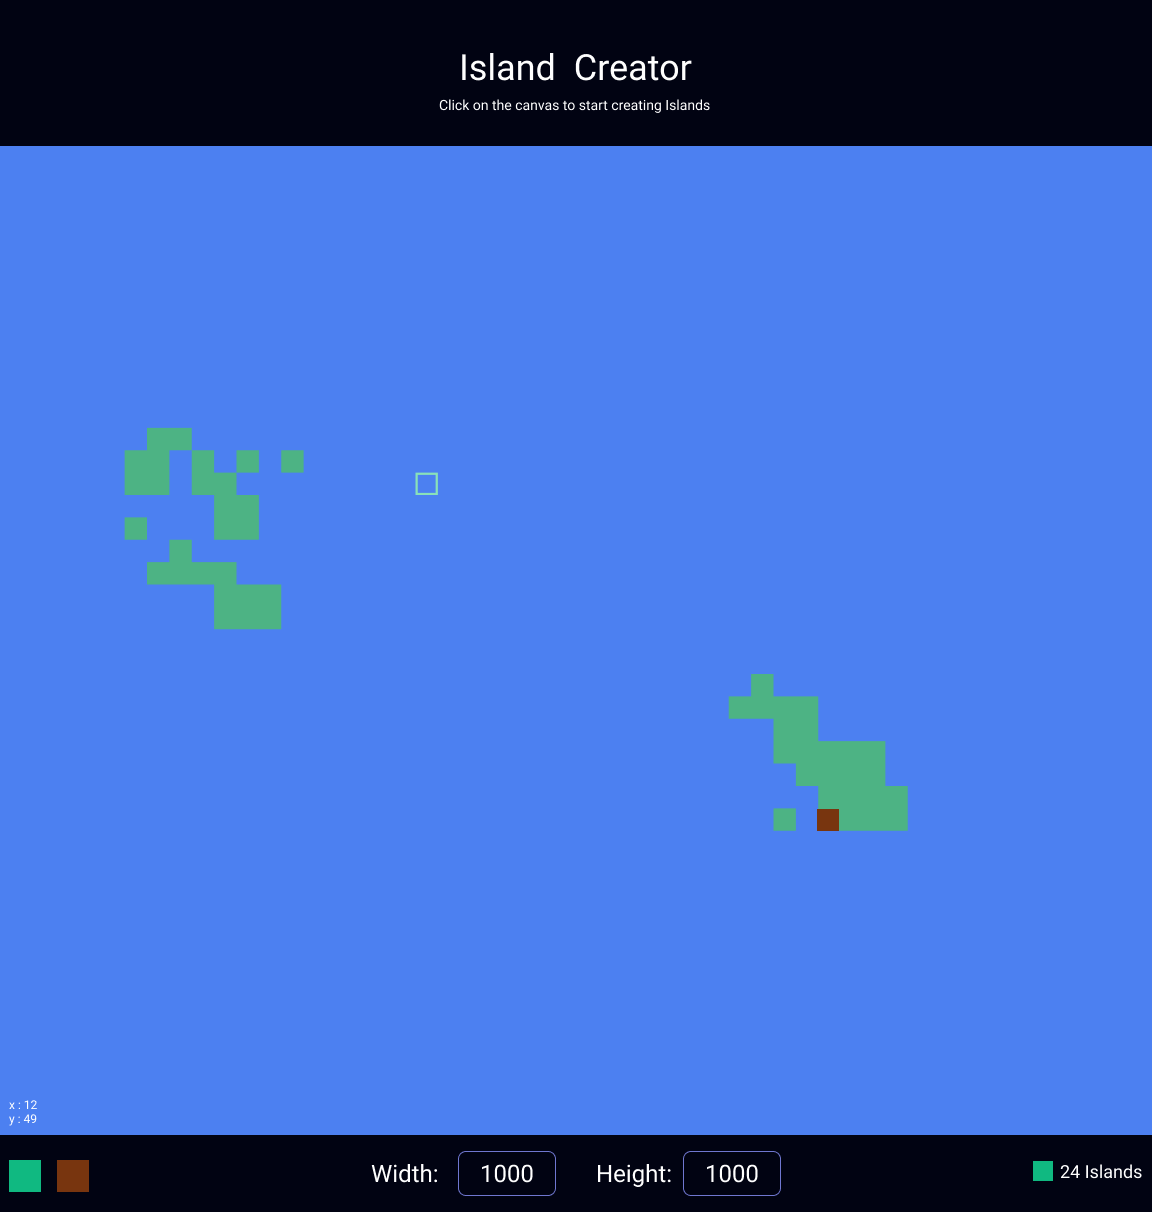 Island Creator
Click on the canvas to start creating Islands
x : 12
y : 49
Width: 1000 Height: 1000
24 Islands